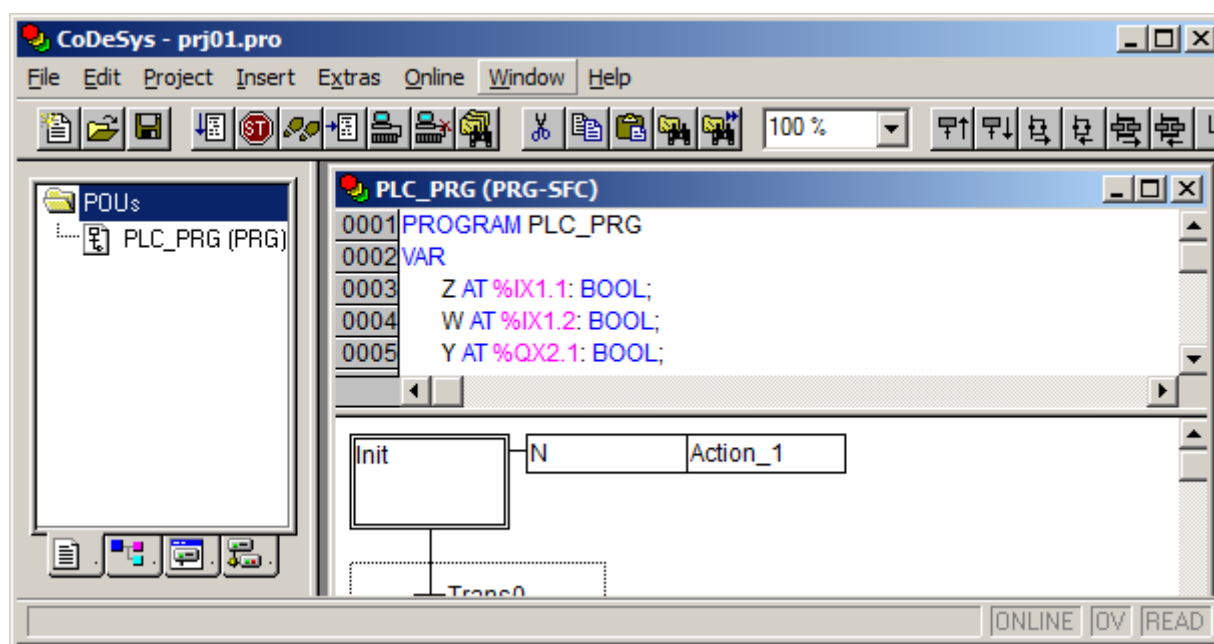 CoDeSys - prj01.pro
File Edit Project Insert Extras Online Window Help
ST 100 %
POUs
PLC_PRG (PRG)
PLC_PRG (PRG-SFC)
0001 PROGRAM PLC_PRG
0002 VAR
0003 Z AT %IX1.1: BOOL;
0004 W AT %IX1.2: BOOL;
0005 Y AT %QX2.1: BOOL;
Init N Action_1
Trans0
ONLINE OV READ